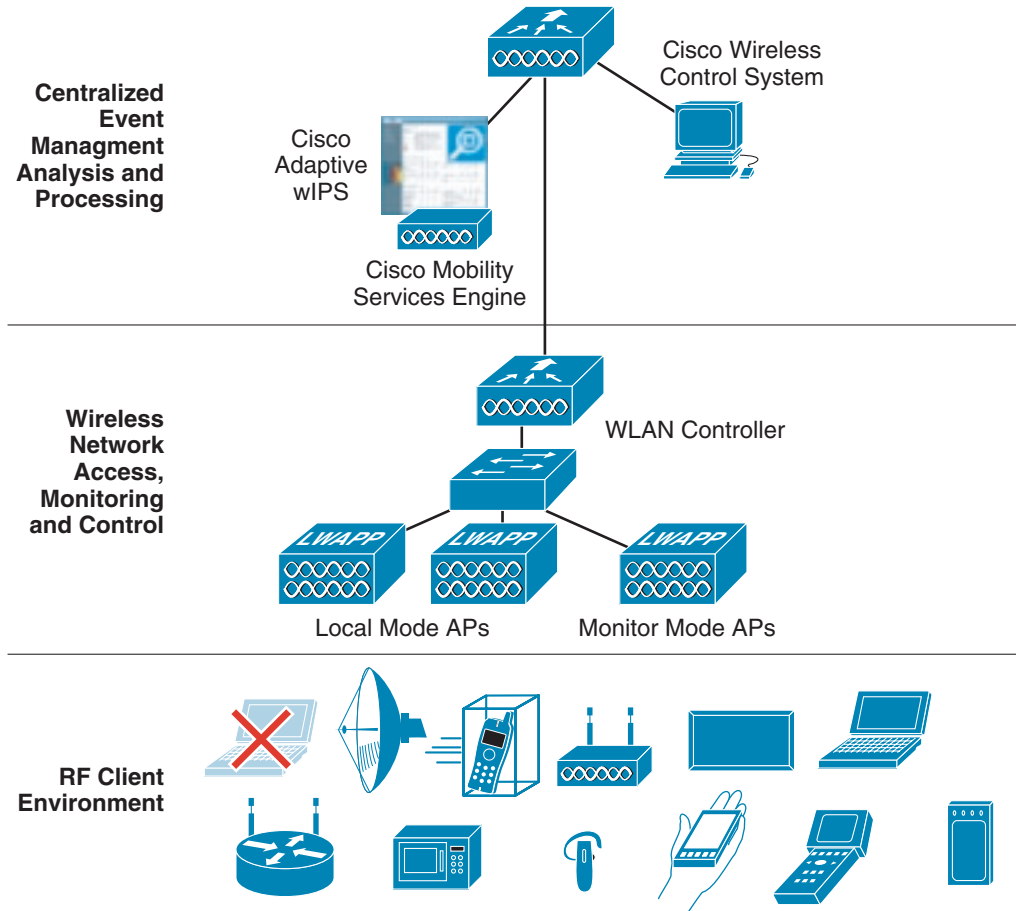 Centralized
Event
Managment
Analysis and
Processing
Cisco
Adaptive
wIPS
Cisco Mobility
Services Engine
Cisco Wireless
Control System
Wireless
Network
Access,
Monitoring
and Control
WLAN Controller
LWAPP
LWAPP
LWAPP
Local Mode APs
Monitor Mode APs
RF Client
Environment